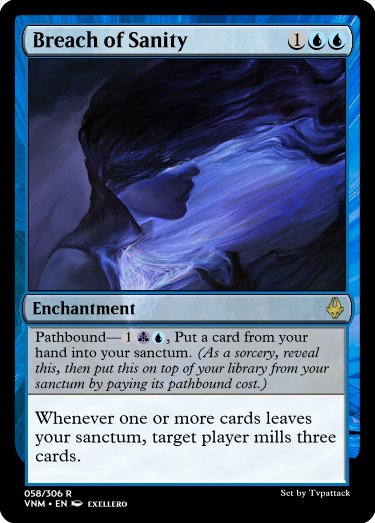 Breach of Sanity 1
Enchantment
Pathbound— 1 , Put a card from your
hand into your sanctum. (As a sorcery, reveal
this, then put this on top of your library from your
sanctum by paying its pathbound cost.)
Whenever one or more cards leaves
your sanctum, target player mills three
cards.
058/306 R
VNM • EN EXELLERO
Set by Tvpattack